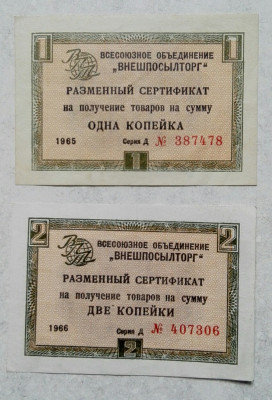 1 1
ВСЕСОЮЗНОЕ ОБЪЕДИНЕНИЕ
„ВНЕШПОСЫЛТОРГ"
РАЗМЕННЫЙ СЕРТИФИКАТ
на получение товаров на сумму
ОДНА КОПЕЙКА
1965 Серия Д № 387478
1
2 2
ВСЕСОЮЗНОЕ ОБЪЕДИНЕНИЕ
„ВНЕШПОСЫЛТОРГ"
РАЗМЕННЫЙ СЕРТИФИКАТ
на получение товаров на сумму
ДВЕ КОПЕЙКИ
1966 Серия Д № 407306
2